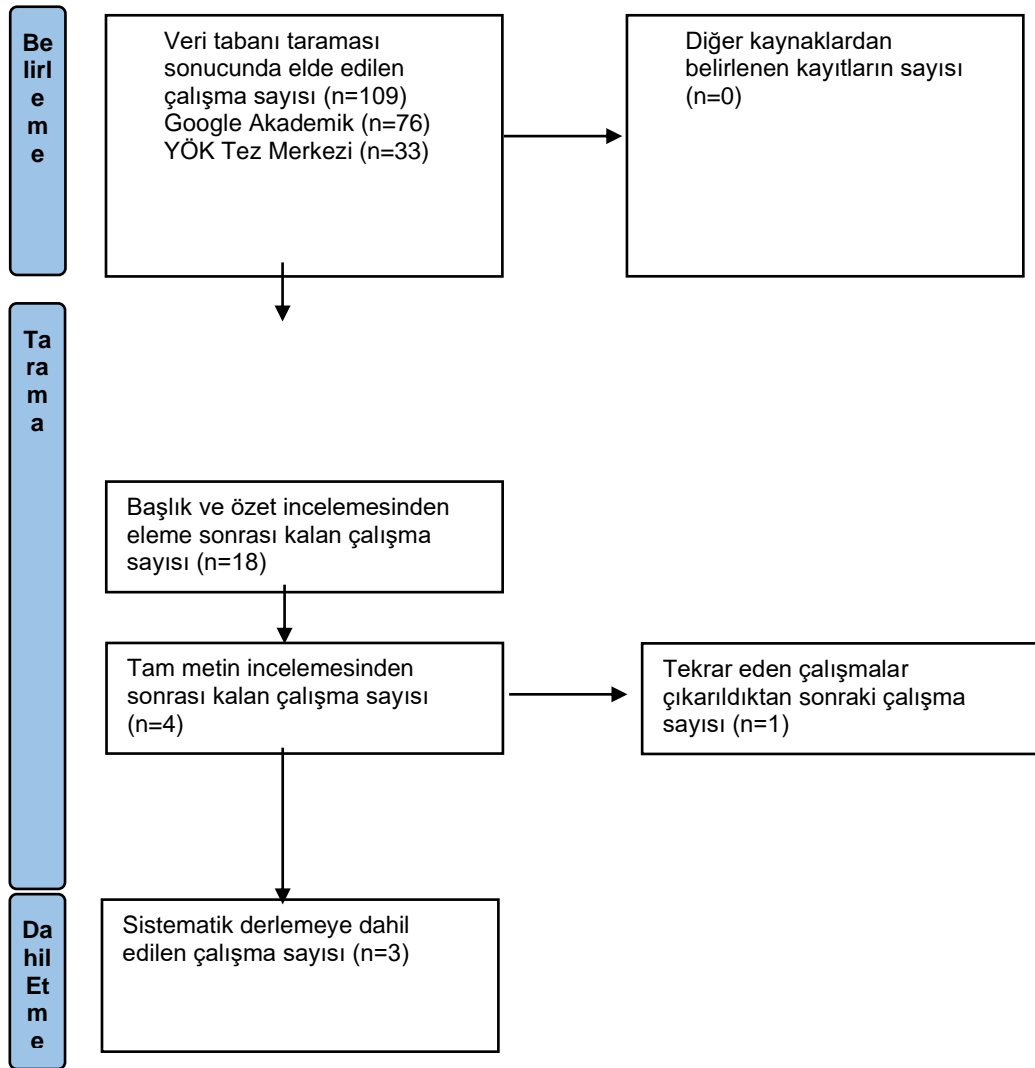 Be
lirl
e
m
e
Veri tabanı taraması
sonucunda elde edilen
çalışma sayısı (n=109)
Google Akademik (n=76)
YÖK Tez Merkezi (n=33)
Diğer kaynaklardan
belirlenen kayıtların sayısı
(n=0)
Ta
ra
m
a
Başlık ve özet incelemesinden
eleme sonrası kalan çalışma
sayısı (n=18)
Tam metin incelemesinden
sonrası kalan çalışma sayısı
(n=4)
Tekrar eden çalışmalar
çıkarıldıktan sonraki çalışma
sayısı (n=1)
Da
hil
Et
m
e
Sistematik derlemeye dahil
edilen çalışma sayısı (n=3)